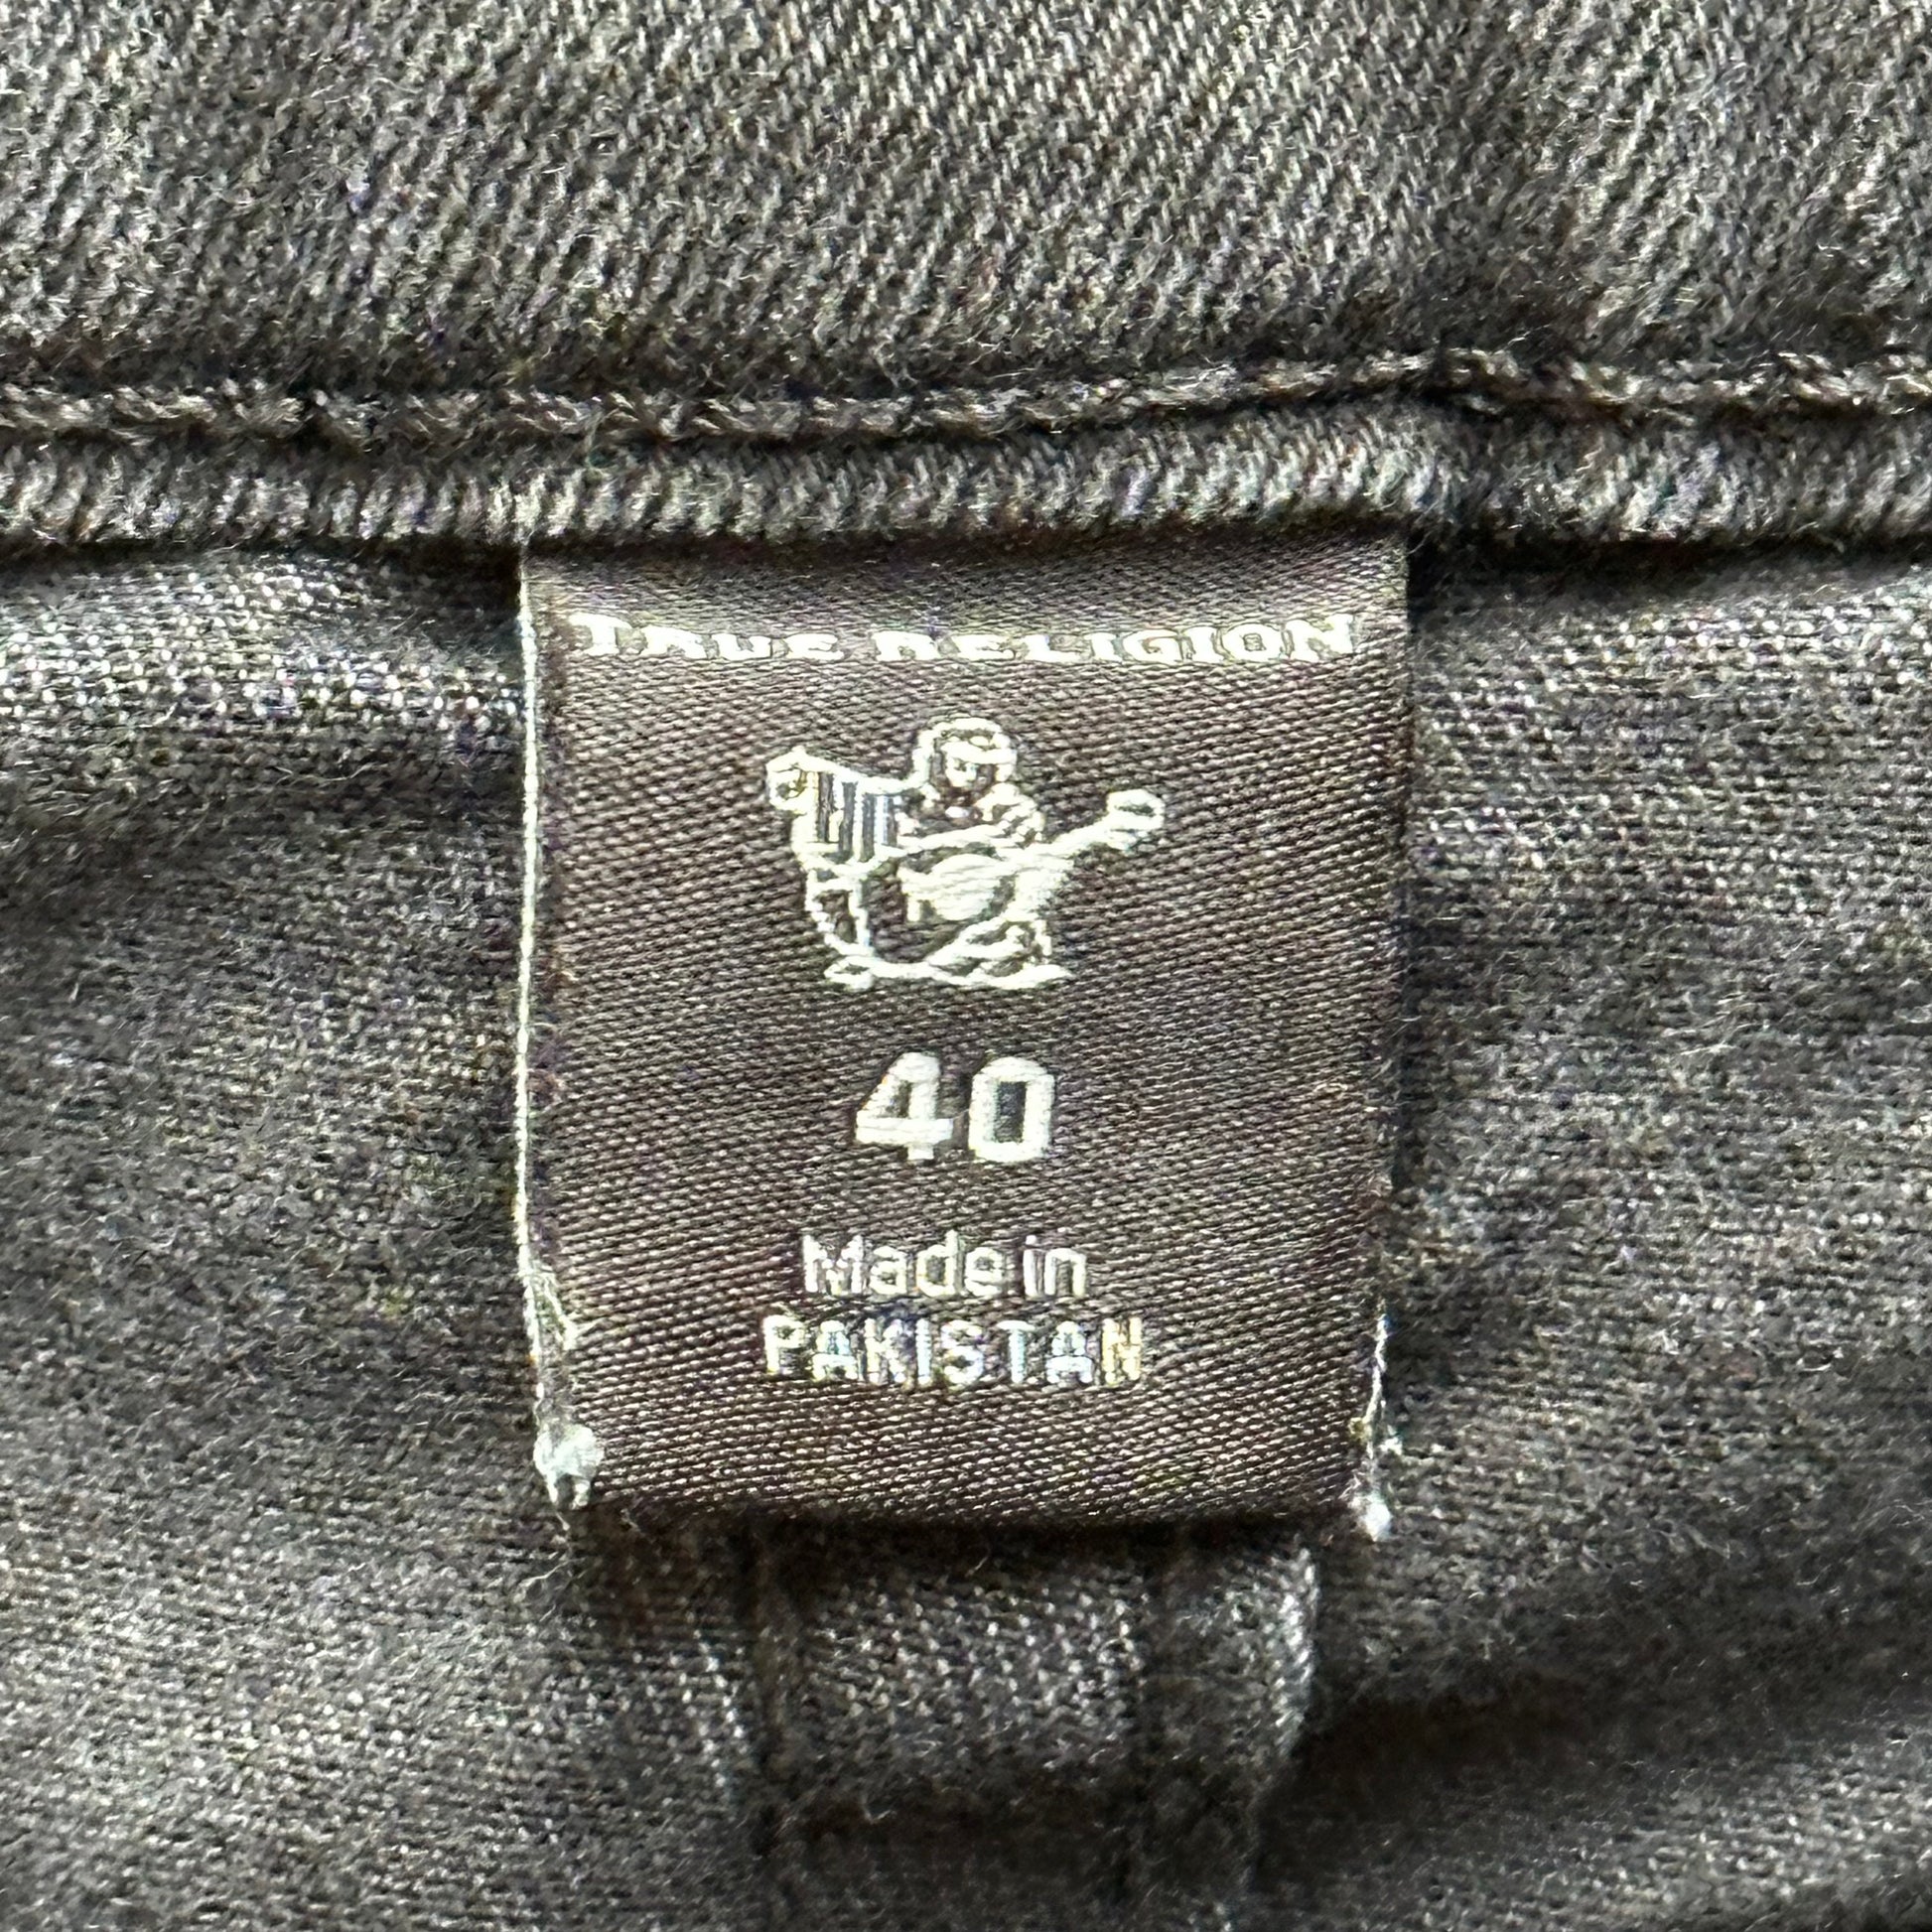 TRUE RELIGION
40
Made in
PAKISTAN